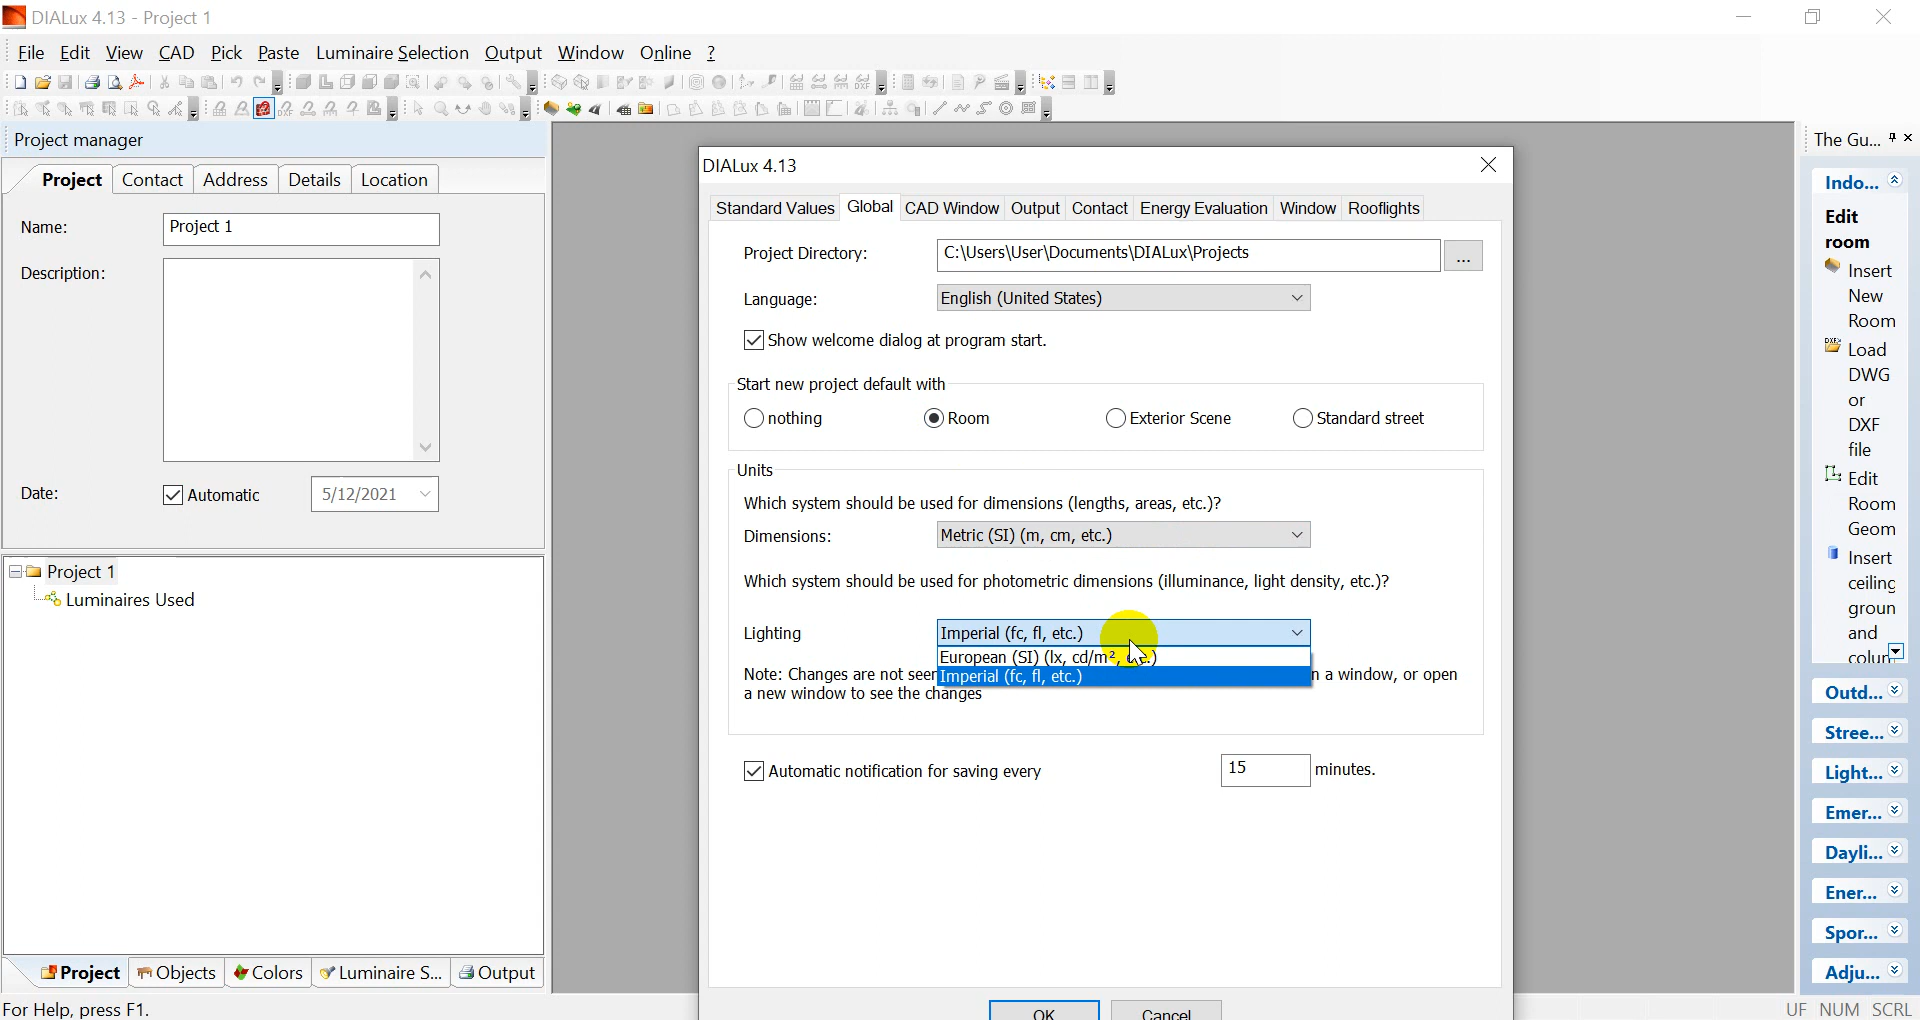 DIALux 4.13 - Project 1
File Edit View CAD Pick Paste Luminaire Selection Output Window Online ?
Project manager
Project Contact Address Details Location
Name: Project 1
Description:
Date: Automatic 5/12/2021
Project 1
Luminaires Used
Project Objects Colors Luminaire S... Output
For Help, press F1.
DIALux 4.13
Standard Values Global CAD Window Output Contact Energy Evaluation Window Rooflights
Project Directory: C:\Users\User\Documents\DIALux\Projects ...
Language: English (United States)
Show welcome dialog at program start.
Start new project default with
nothing Room Exterior Scene Standard street
Units
Which system should be used for dimensions (lengths, areas, etc.)?
Dimensions: Metric (SI) (m, cm, etc.)
Which system should be used for photometric dimensions (illuminance, light density, etc.)?
Lighting Imperial (fc, fl, etc.)
European (SI) (lx, cd/m²,
Imperial (fc, fl, etc.)
Note: Changes are not seen n a window, or open
a new window to see the changes
Automatic notification for saving every 15 minutes.
OK Cancel
The Gu...
Indo...
Edit
room
Insert
New
Room
Load
DWG
or
DXF
file
Edit
Room
Geom
Insert
ceiling
groun
and
colum
Outd...
Stree...
Light...
Emer...
Dayli...
Ener...
Spor...
Adju...
UF NUM SCRL